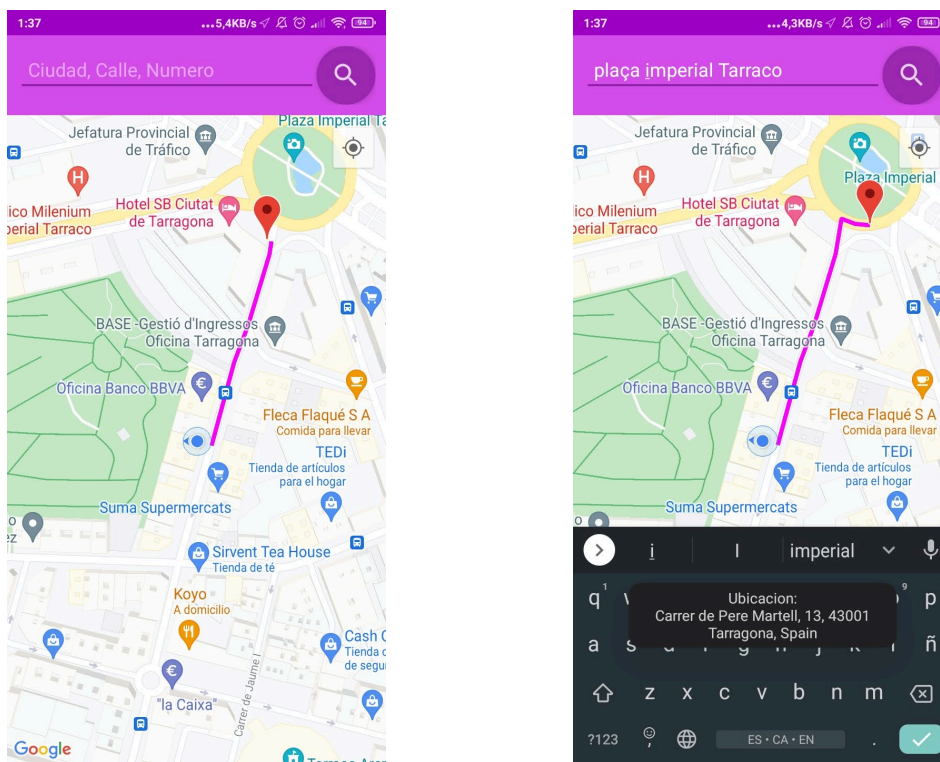 1:37
...5,4KB/s
94
Ciudad, Calle, Numero
Plaza Imperial Ta
Jefatura Provincial
de Tráfico
H
Hotel SB Ciutat
de Tarragona
ico Milenium
perial Tarraco
BASE -Gestió d'Ingressos
Oficina Tarragona
Oficina Banco BBVA
€
Fleca Flaqué S A
Comida para llevar
TEDi
Tienda de artículos
para el hogar
Suma Supermercats
o
ez
Sirvent Tea House
Tienda de té
Koyo
A domicilio
Cash C
Tienda d
de segu
€
"la Caixa"
Carrer de Jaume I
Google
1:37
...4,3KB/s
94
plaça imperial Tarraco
Jefatura Provincial
de Tráfico
Plaza Imperial
H
Hotel SB Ciutat
de Tarragona
ico Milenium
perial Tarraco
BASE -Gestió d'Ingressos
Oficina Tarragona
Oficina Banco BBVA
€
Fleca Flaqué S A
Comida para llevar
TEDi
Tienda de artículos
para el hogar
Suma Supermercats
o
i I imperial
q 1 9 p
Ubicacion:
Carrer de Pere Martell, 13, 43001
Tarragona, Spain
a s ñ
z x c v b n m
?123 , ES • CA • EN .